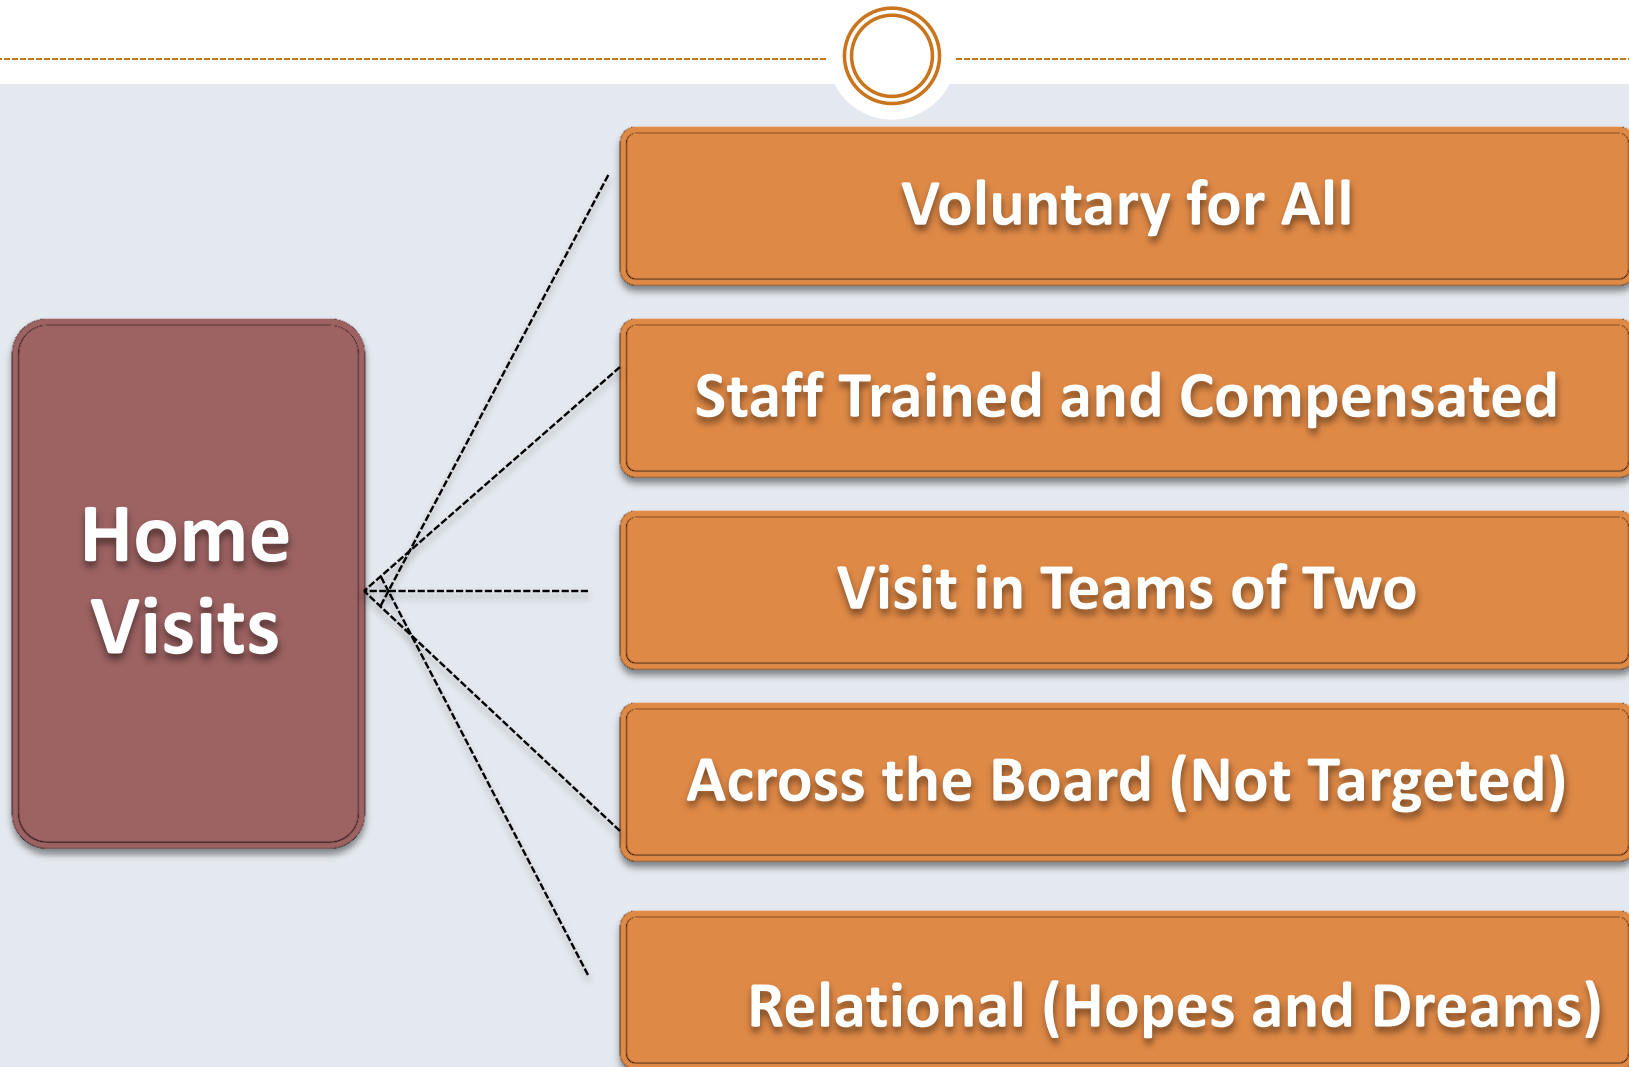 Home
Visits
Voluntary for All
Staff Trained and Compensated
Visit in Teams of Two
Across the Board (Not Targeted)
Relational (Hopes and Dreams)